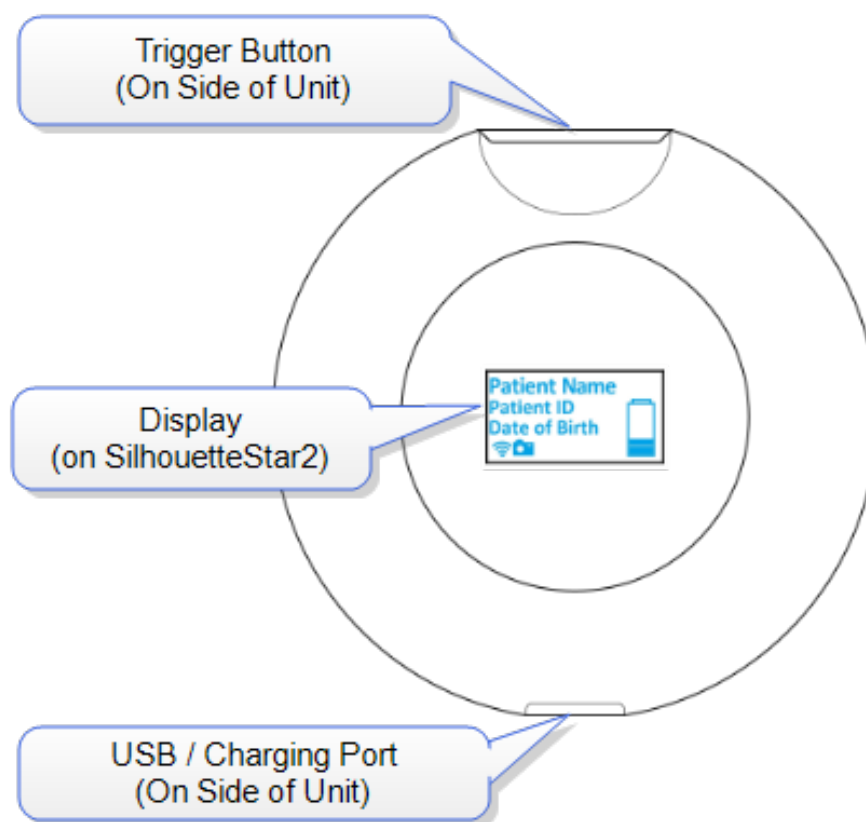 Trigger Button
(On Side of Unit)
Patient Name
Patient ID
Date of Birth
Display
(on SilhouetteStar2)
USB / Charging Port
(On Side of Unit)